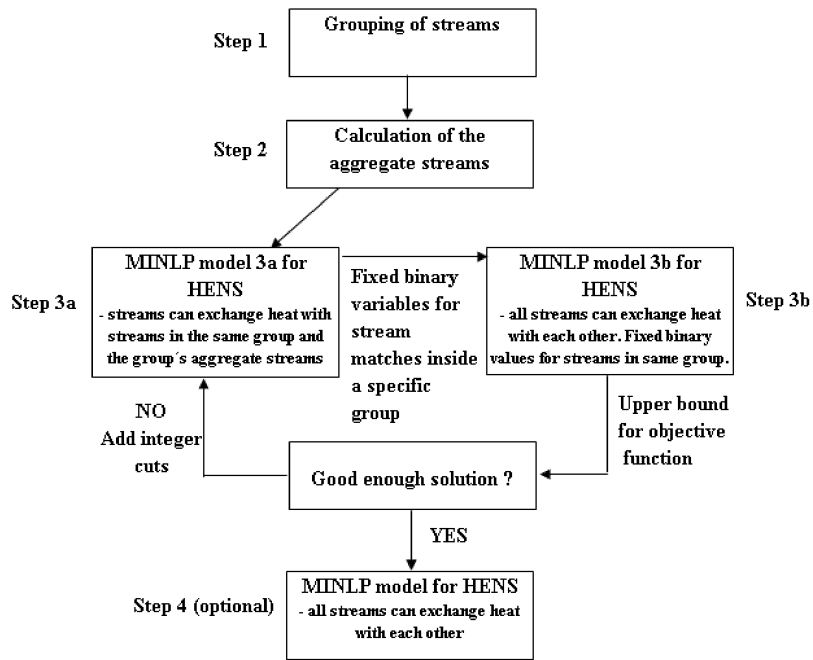 Step 1
Grouping of streams
Step 2
Calculation of the
aggregate streams
Step 3a
MINLP model 3a for
HENS
- streams can exchange heat with
streams in the same group and
the group´s aggregate streams
Fixed binary
variables for
stream
matches inside
a specific
group
MINLP model 3b for
HENS
- all streams can exchange heat
with each other. Fixed binary
values for streams in same group.
Step 3b
NO
Add integer
cuts
Upper bound
for objective
function
Good enough solution ?
YES
Step 4 (optional)
MINLP model for HENS
- all streams can exchange heat
with each other